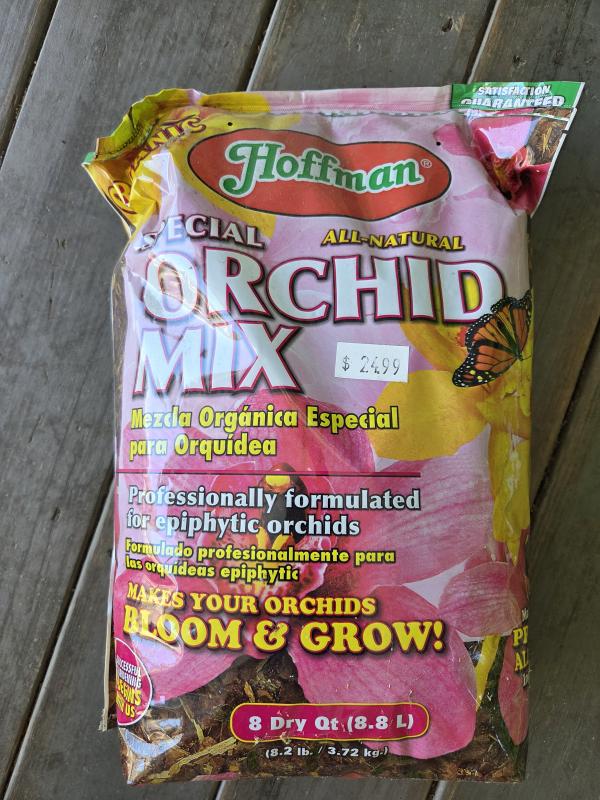 SATISFACTION
GUARANTEED
Hoffman®
SPECIAL
ALL-NATURAL
ORCHID
MIX
$ 24.99
Mezcla Orgánica Especial
para Orquídea
Professionally formulated
for epiphytic orchids
Formulado profesionalmente para
las orquídeas epiphytic
MAKES YOUR ORCHIDS
BLOOM & GROW!
8 Dry Qt (8.8 L)
(8.2 lb. / 3.72 kg.)